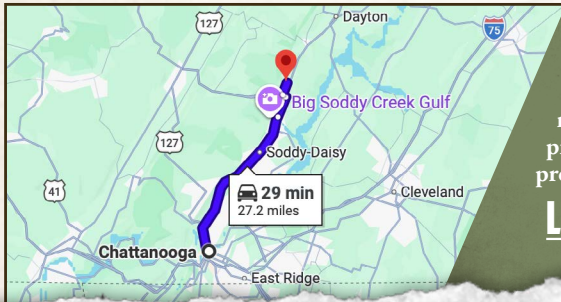 127
Dayton
75
Big Soddy Creek Gulf
127
Soddy-Daisy
41
29 min
27.2 miles
Cleveland
Chattanooga
East Ridge